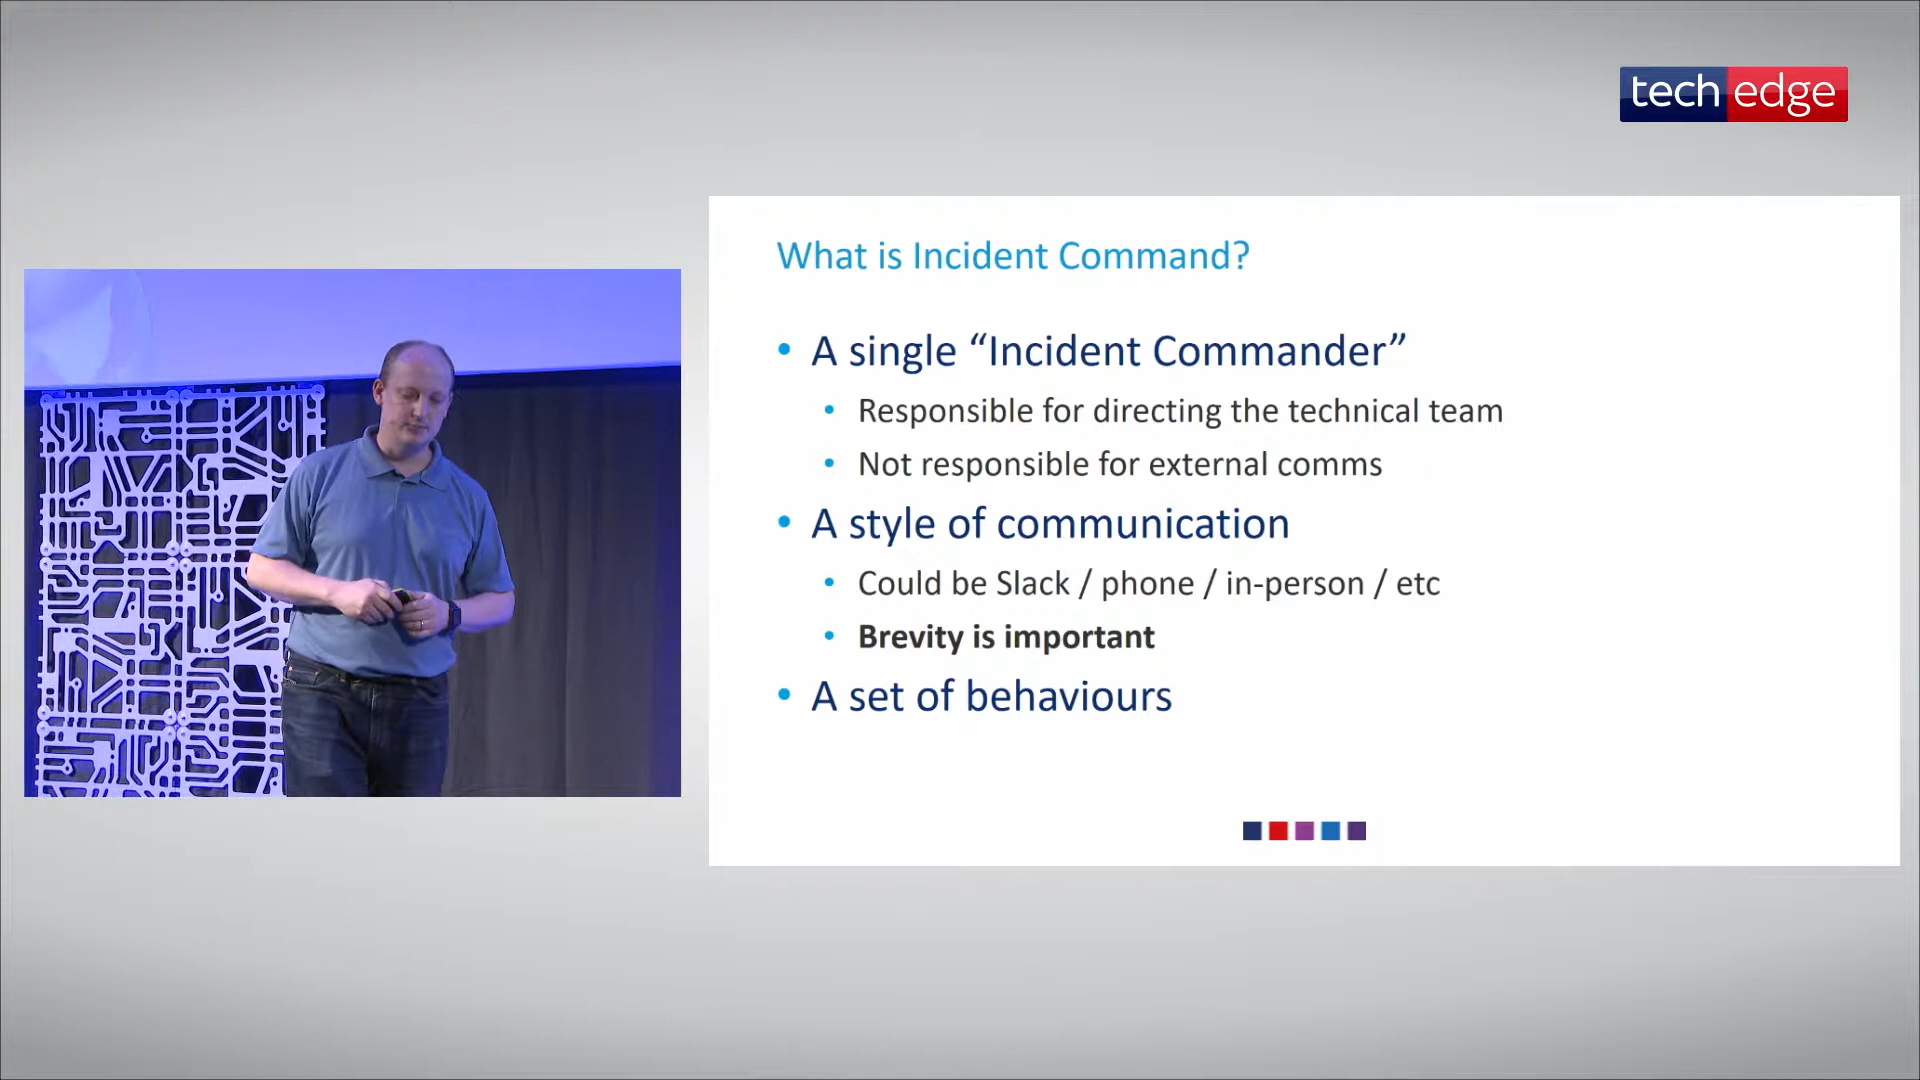 tech edge
What is Incident Command?
• A single “Incident Commander”
• Responsible for directing the technical team
• Not responsible for external comms
• A style of communication
• Could be Slack / phone / in-person / etc
• Brevity is important
• A set of behaviours